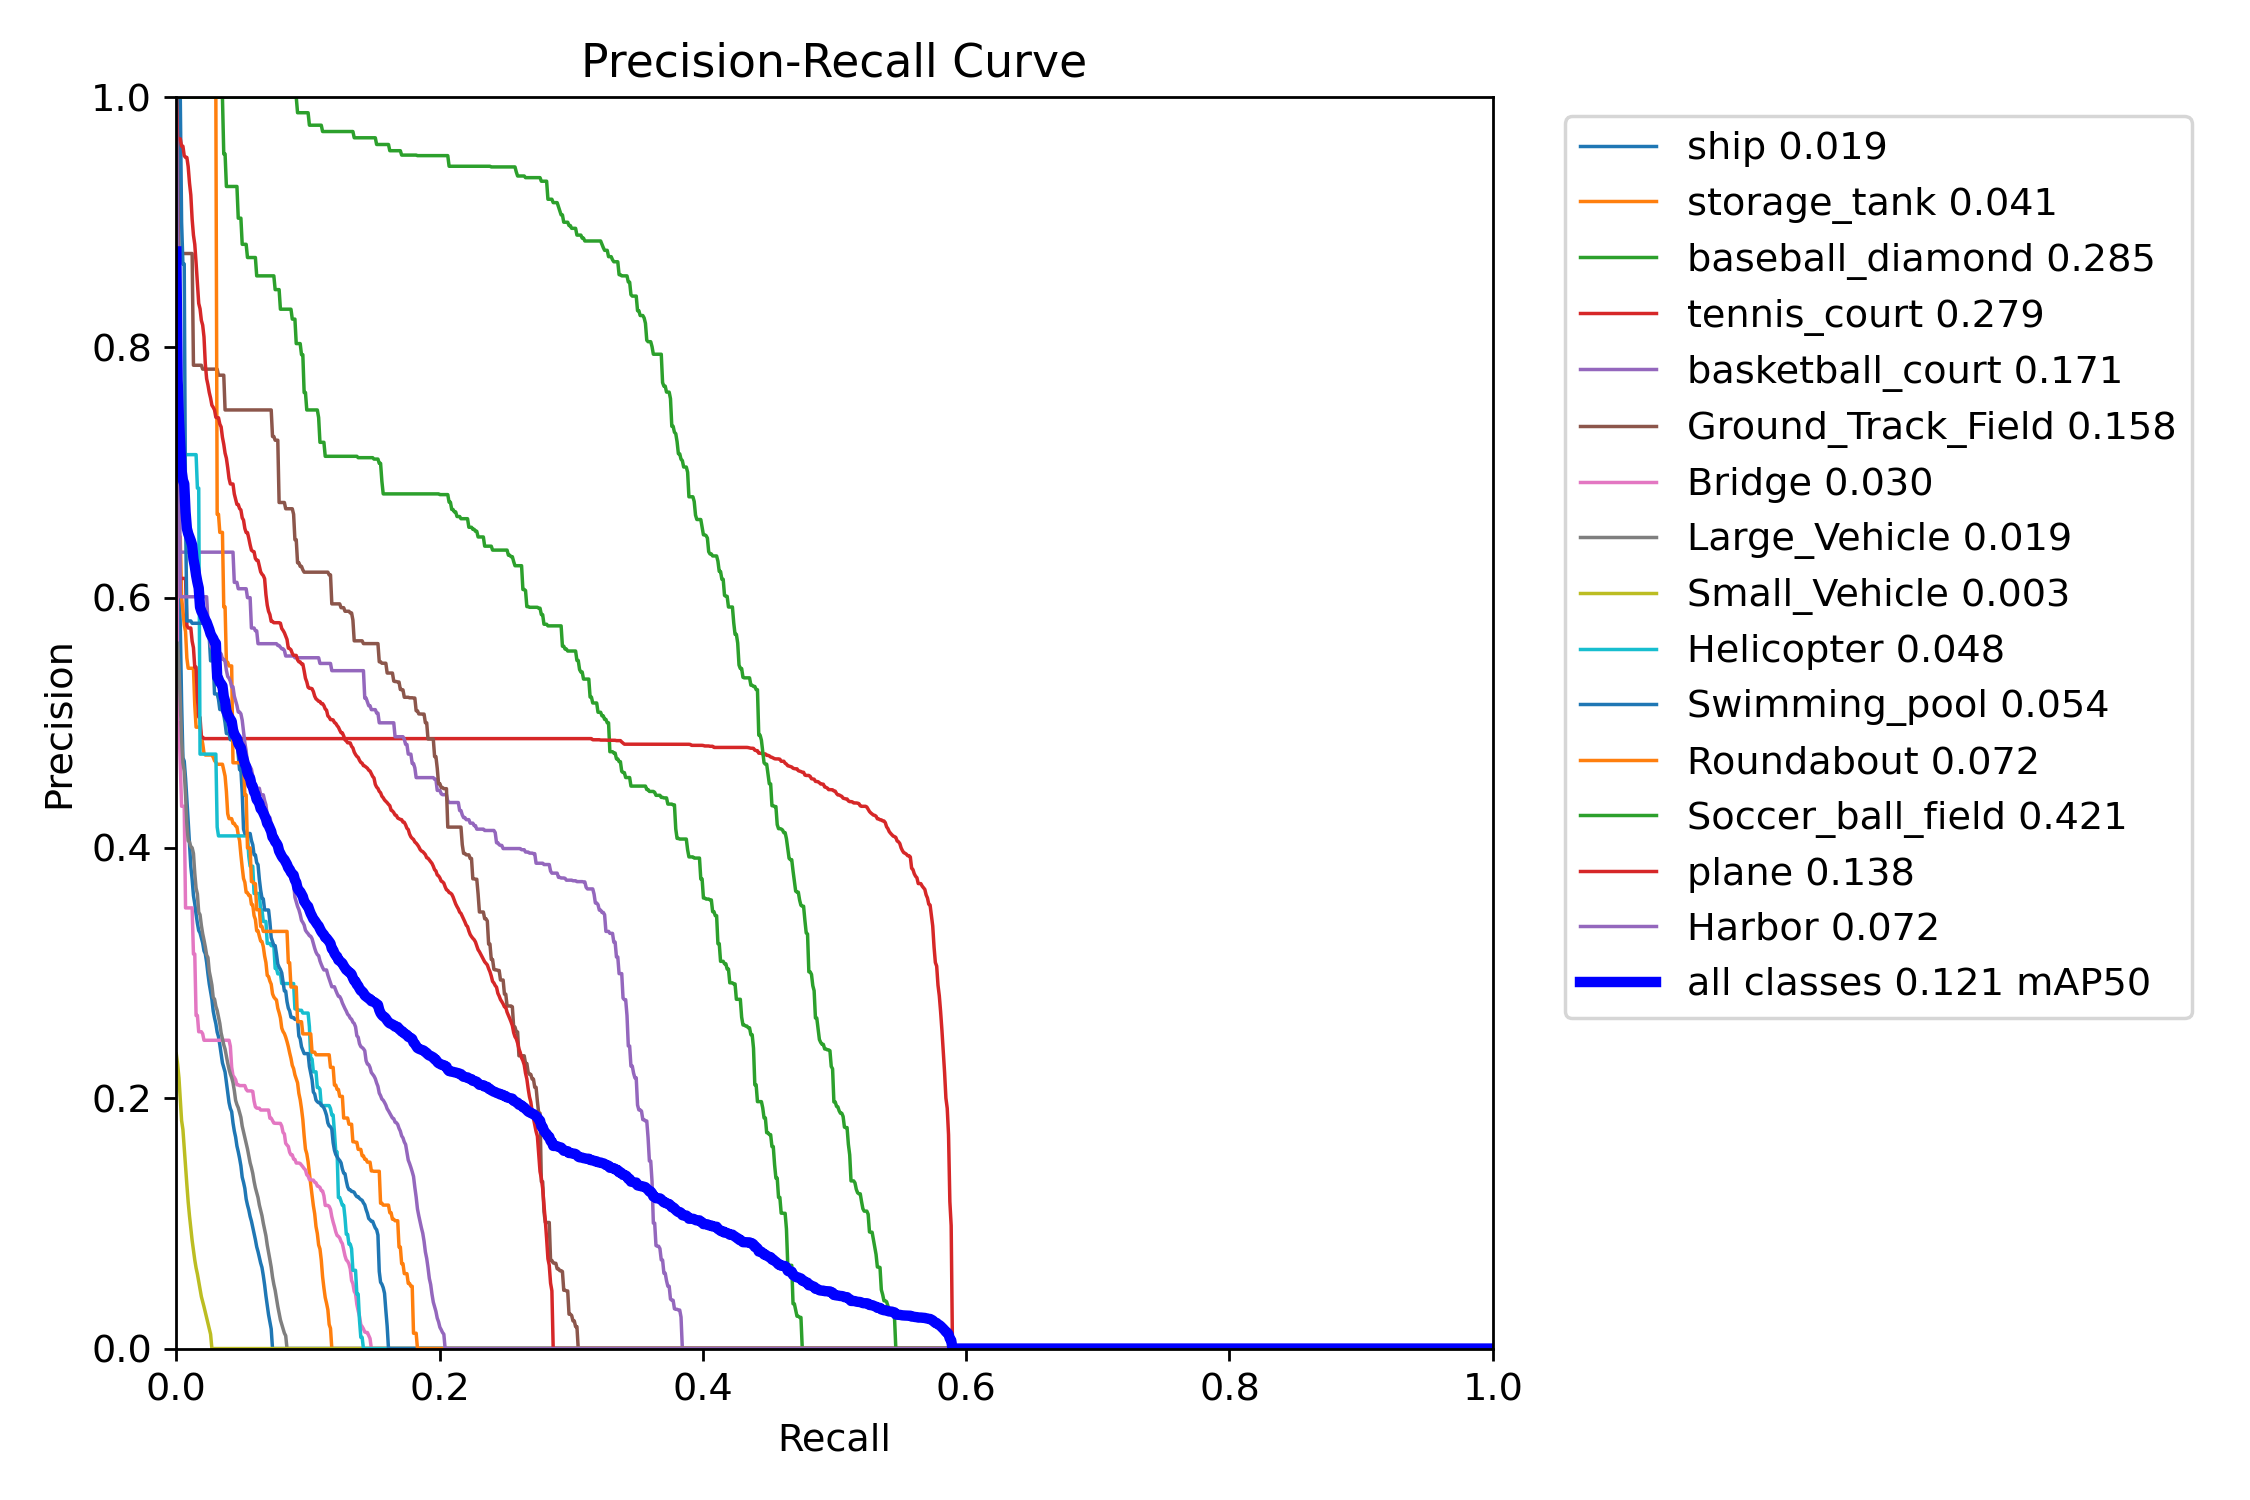 Precision-Recall Curve
1.0
0.8
0.6
0.4
0.2
0.0
Precision
0.0 0.2 0.4 0.6 0.8 1.0
Recall
ship 0.019
storage_tank 0.041
baseball_diamond 0.285
tennis_court 0.279
basketball_court 0.171
Ground_Track_Field 0.158
Bridge 0.030
Large_Vehicle 0.019
Small_Vehicle 0.003
Helicopter 0.048
Swimming_pool 0.054
Roundabout 0.072
Soccer_ball_field 0.421
plane 0.138
Harbor 0.072
all classes 0.121 mAP50